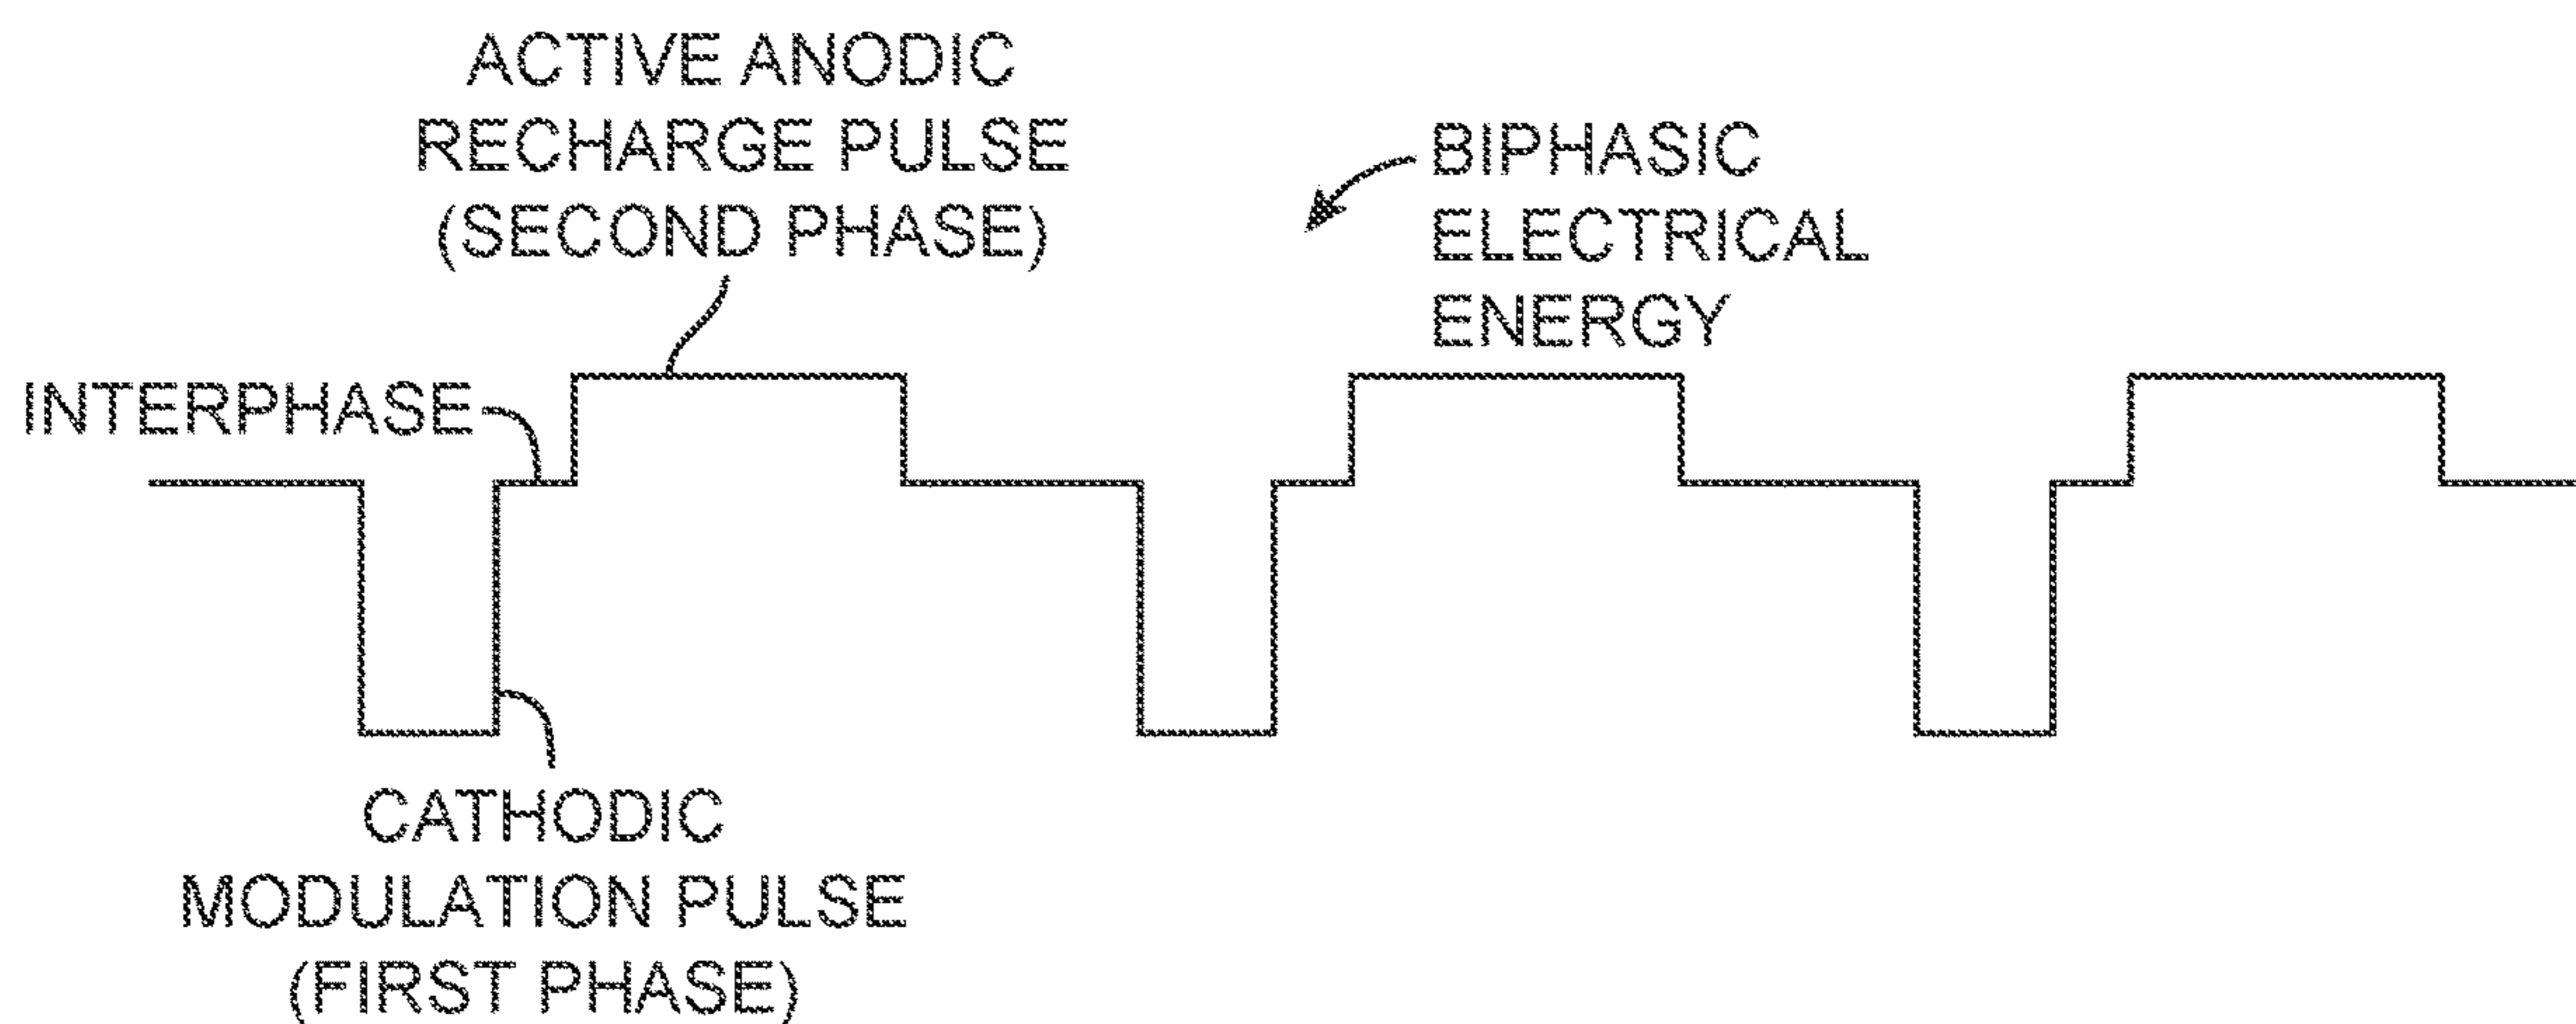 ACTIVE ANODIC
RECHARGE PULSE
(SECOND PHASE)
BIPHASIC
ELECTRICAL
ENERGY
INTERPHASE
CATHODIC
MODULATION PULSE
(FIRST PHASE)